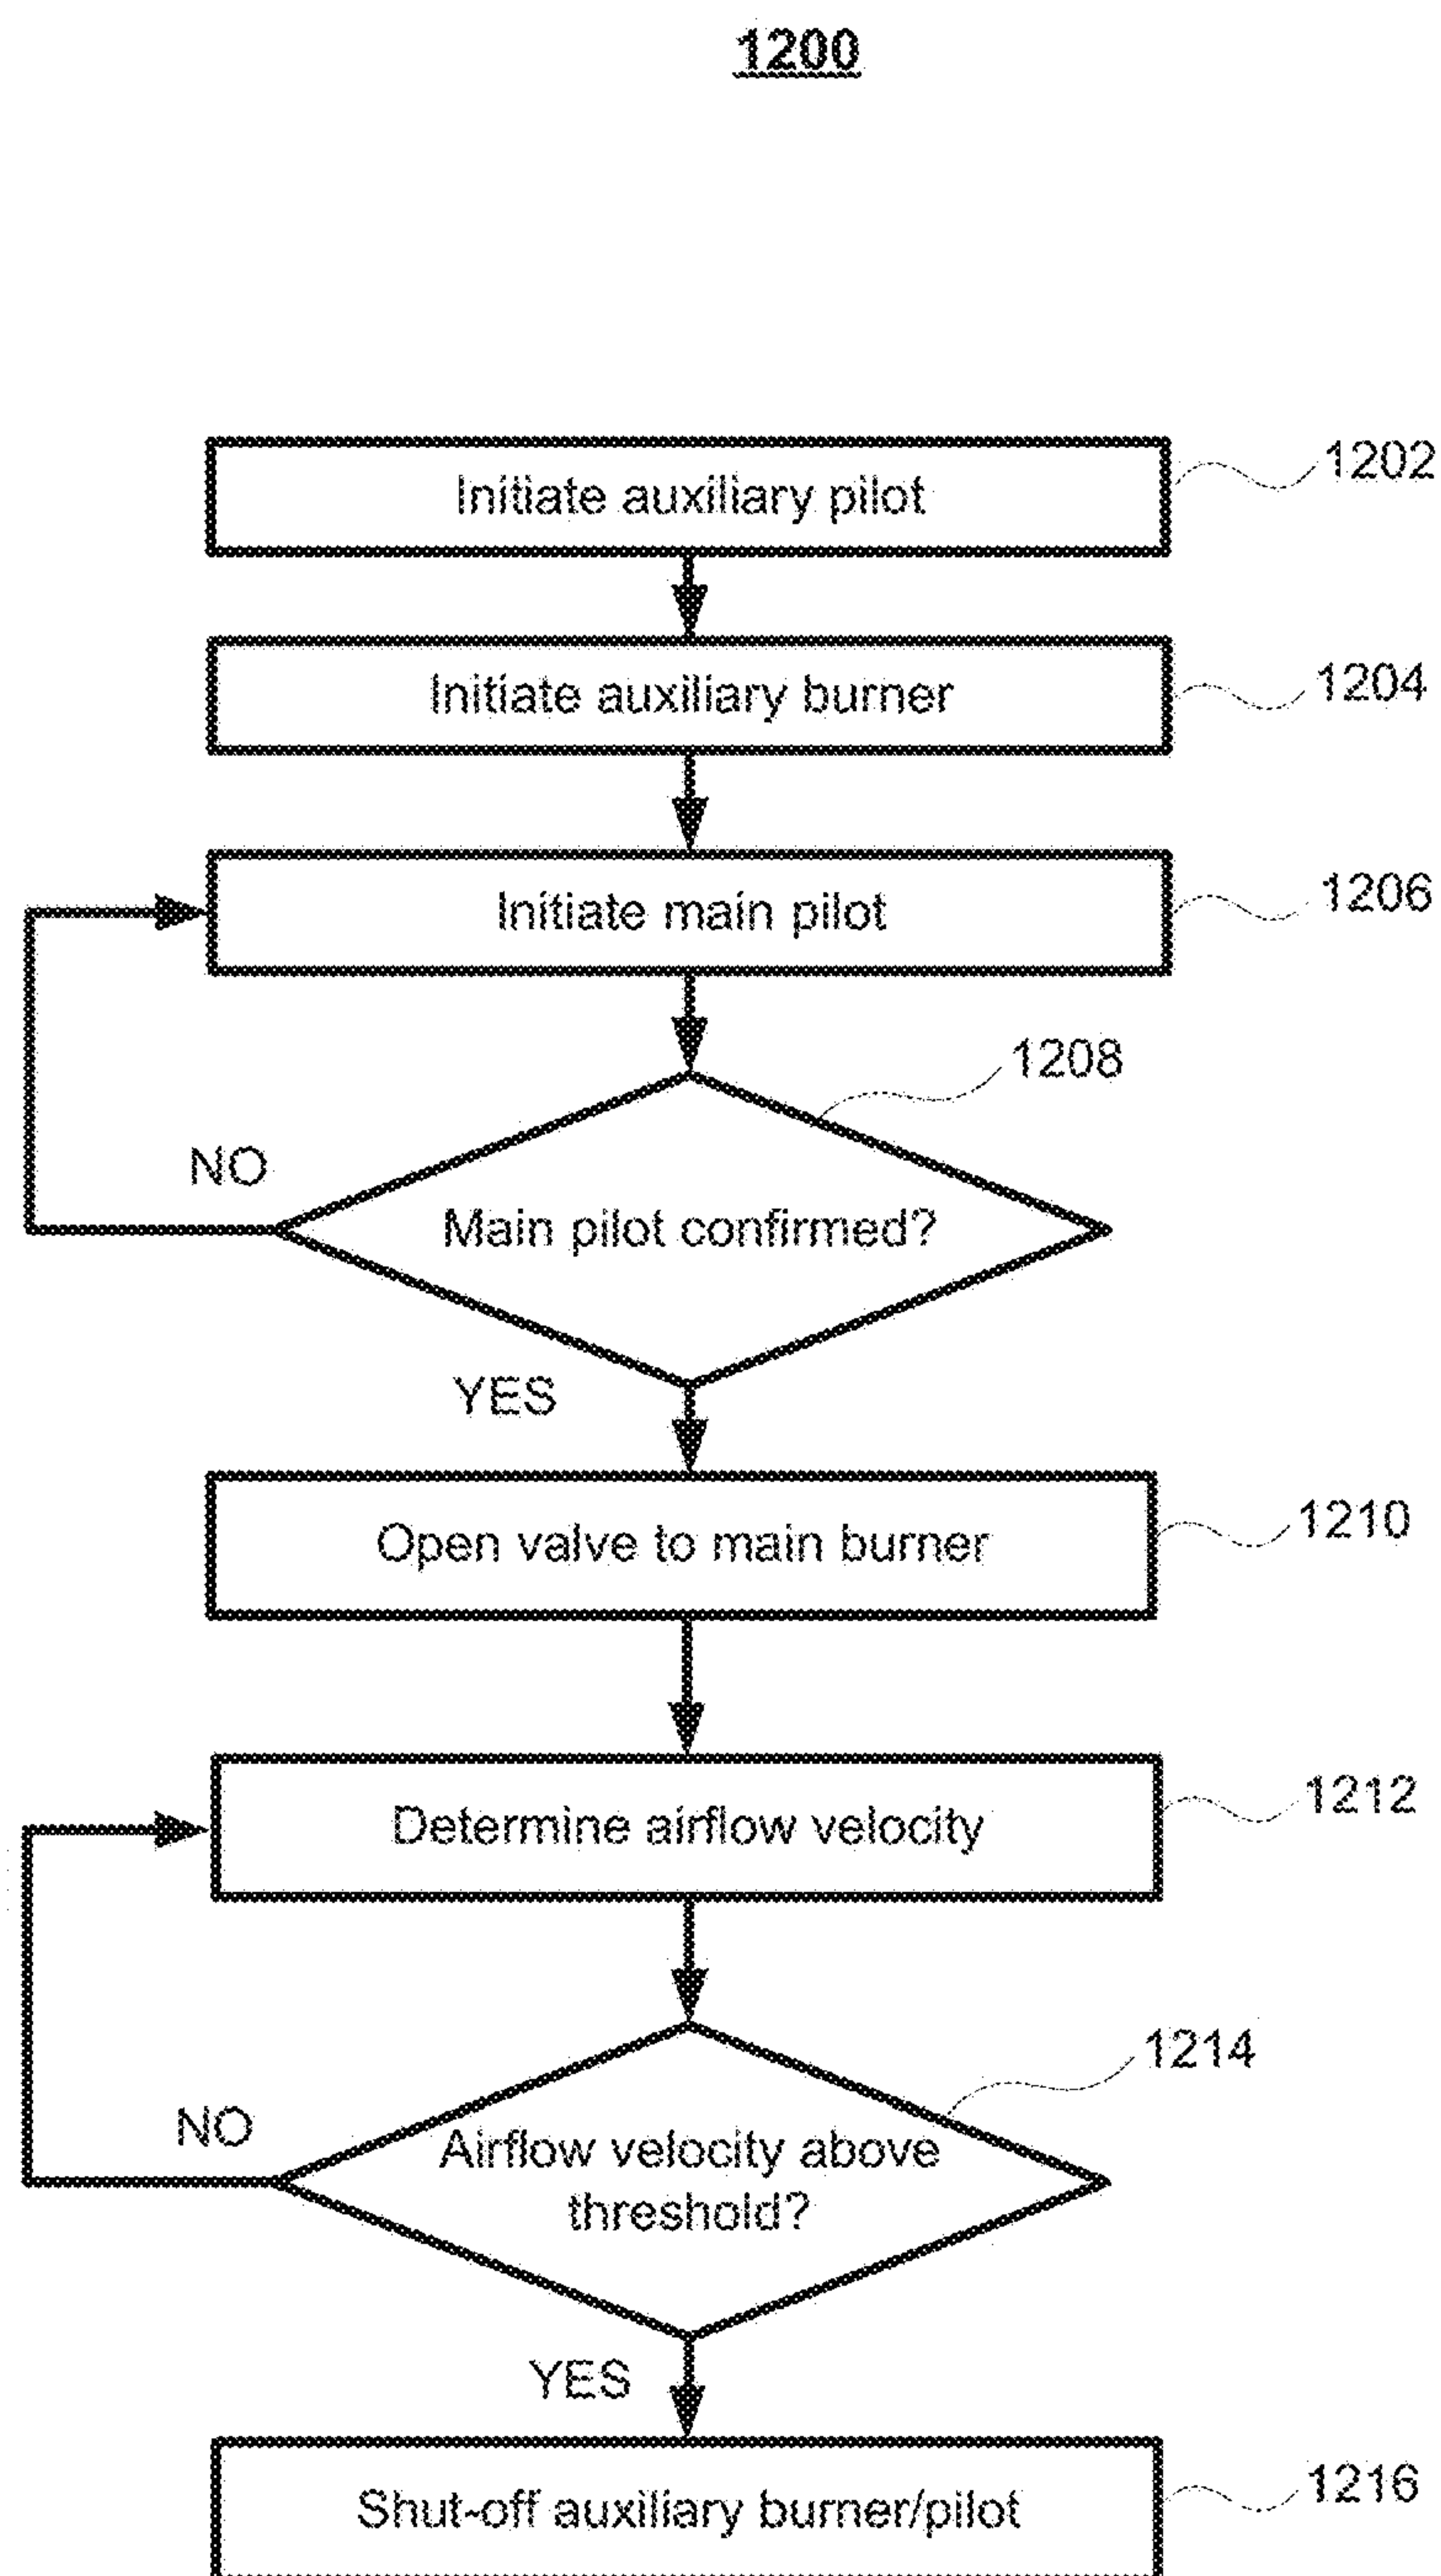 1200
Initiate auxiliary pilot
1202
Initiate auxiliary burner
1204
Initiate main pilot
1206
1208
NO
Main pilot confirmed?
YES
Open valve to main burner
1210
Determine airflow velocity
1212
1214
NO
Airflow velocity above
threshold?
YES
Shut-off auxiliary burner/pilot
1216